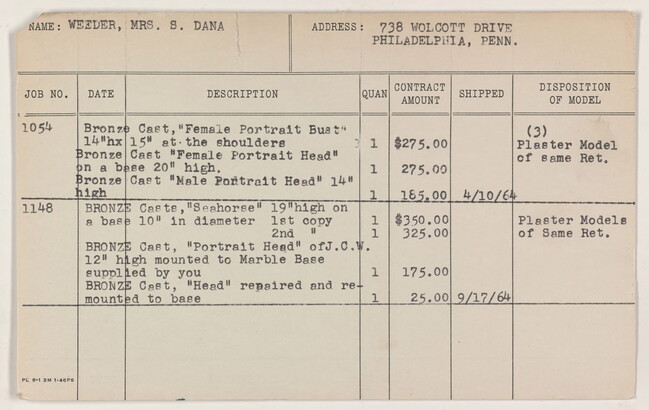 NAME: WEEDER, MRS. S. DANA ADDRESS: 738 WOLCOTT DRIVE
PHILADELPHIA, PENN.
JOB NO. DATE DESCRIPTION QUAN CONTRACT AMOUNT SHIPPED DISPOSITION OF MODEL
1054 Bronze Cast,"Female Portrait Bust" (3)
14"hx 15" at the shoulders 1 $275.00 Plaster Model
Bronze Cast "Female Portrait Head" of same Ret.
on a base 20" high. 1 275.00
Bronze Cast "Male Portrait Head" 14"
high 1 185.00 4/10/64
1148 BRONZE Casts,"Seahorse" 19"high on
a base 10" in diameter 1st copy 1 $350.00 Plaster Models
2nd " 1 325.00 of Same Ret.
BRONZE Cast, "Portrait Head" ofJ.C.W.
12" high mounted to Marble Base
supplied by you 1 175.00
BRONZE Cast, "Head" repaired and re-
mounted to base 1 25.00 9/17/64